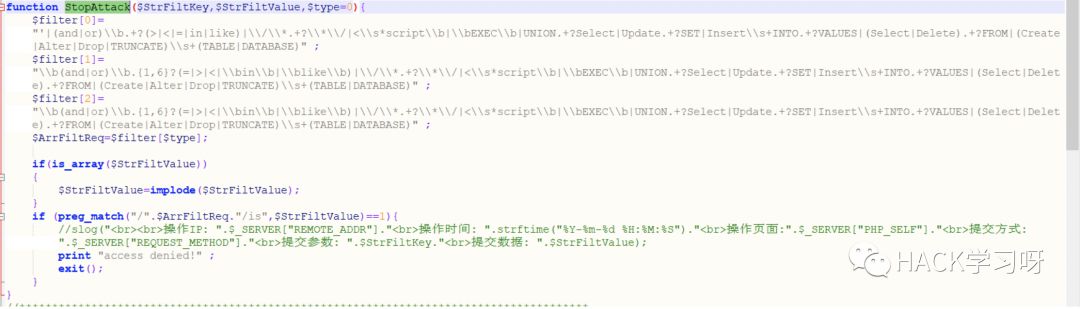 function StopAttack($StrFiltKey,$StrFiltValue,$type=0){
$filter[0]=
"'|(and|or)\\b.+?(>|<|=|in|like)|\\/\\*.+?\\*\\/|<\\s*script\\b|\\bEXEC\\b|UNION.+?Select|Update.+?SET|Insert\\s+INTO.+?VALUES|(Select|Delete).+?FROM|(Create
|Alter|Drop|TRUNCATE)\\s+(TABLE|DATABASE)" ;
$filter[1]=
"\\b(and|or)\\b.{1,6}?(=|>|<|\\bin\\b|\\blike\\b)|\\/\\*.+?\\*\\/|<\\s*script\\b|\\bEXEC\\b|UNION.+?Select|Update.+?SET|Insert\\s+INTO.+?VALUES|(Select|Delet
e).+?FROM|(Create|Alter|Drop|TRUNCATE)\\s+(TABLE|DATABASE)" ;
$filter[2]=
"\\b(and|or)\\b.{1,6}?(=|>|<|\\bin\\b|\\blike\\b)|\\/\\*.+?\\*\\/|<\\s*script\\b|\\bEXEC\\b|UNION.+?Select|Update.+?SET|Insert\\s+INTO.+?VALUES|(Select|Delet
e).+?FROM|(Create|Alter|Drop|TRUNCATE)\\s+(TABLE|DATABASE)" ;
$ArrFiltReq=$filter[$type];
if(is_array($StrFiltValue))
{
$StrFiltValue=implode($StrFiltValue);
}
if (preg_match("/".$ArrFiltReq."/is",$StrFiltValue)==1){
//slog("<br><br>操作IP: ".$_SERVER["REMOTE_ADDR"]."<br>操作时间: ".strftime("%Y-%m-%d %H:%M:%S")."<br>操作页面:".$_SERVER["PHP_SELF"]."<br>提交方式:
".$_SERVER["REQUEST_METHOD"]."<br>提交参数: ".$StrFiltKey."<br>提交数据: ".$StrFiltValue);
print "access denied!" ;
exit();
}
}
HACK学习呀